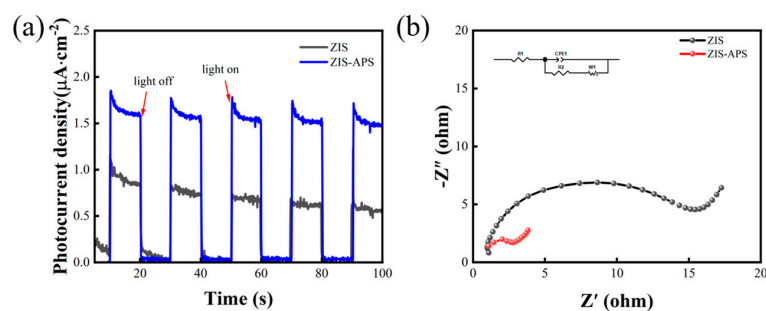 (a)
Photocurrent density(μA·cm⁻²)
2.5
2.0
1.5
1.0
0.5
0.0
20
40
60
80
100
Time (s)
ZIS
ZIS-APS
light off
light on
(b)
-Z″ (ohm)
20
15
10
5
0
0
5
10
15
20
Z′ (ohm)
ZIS
ZIS-APS
R1
CPE1
R2
W1